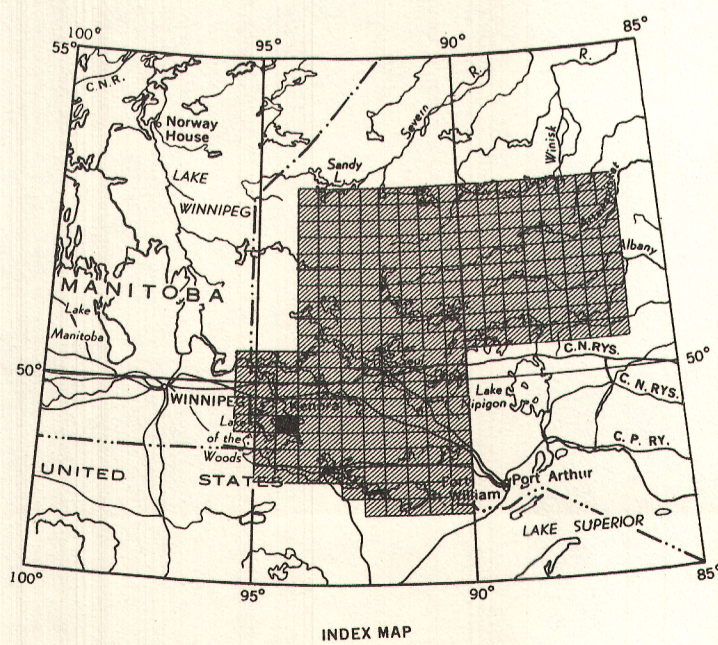 100°
55°
95°
90°
85°
C.N.R.
R.
R.
Norway
House
Severn
Winisk
Sandy
L.
LAKE
WINNIPEG
Attawapiskat
Albany
MANITOBA
Lake
Manitoba
C.N.RYS.
50°
50°
C.N.RYS.
WINNIPEG
Kenora
Lake
Nipigon
Lake
of the
Woods
C.P. RY.
UNITED STATES
Fort
William
Port Arthur
LAKE SUPERIOR
100°
95°
90°
85°
INDEX MAP